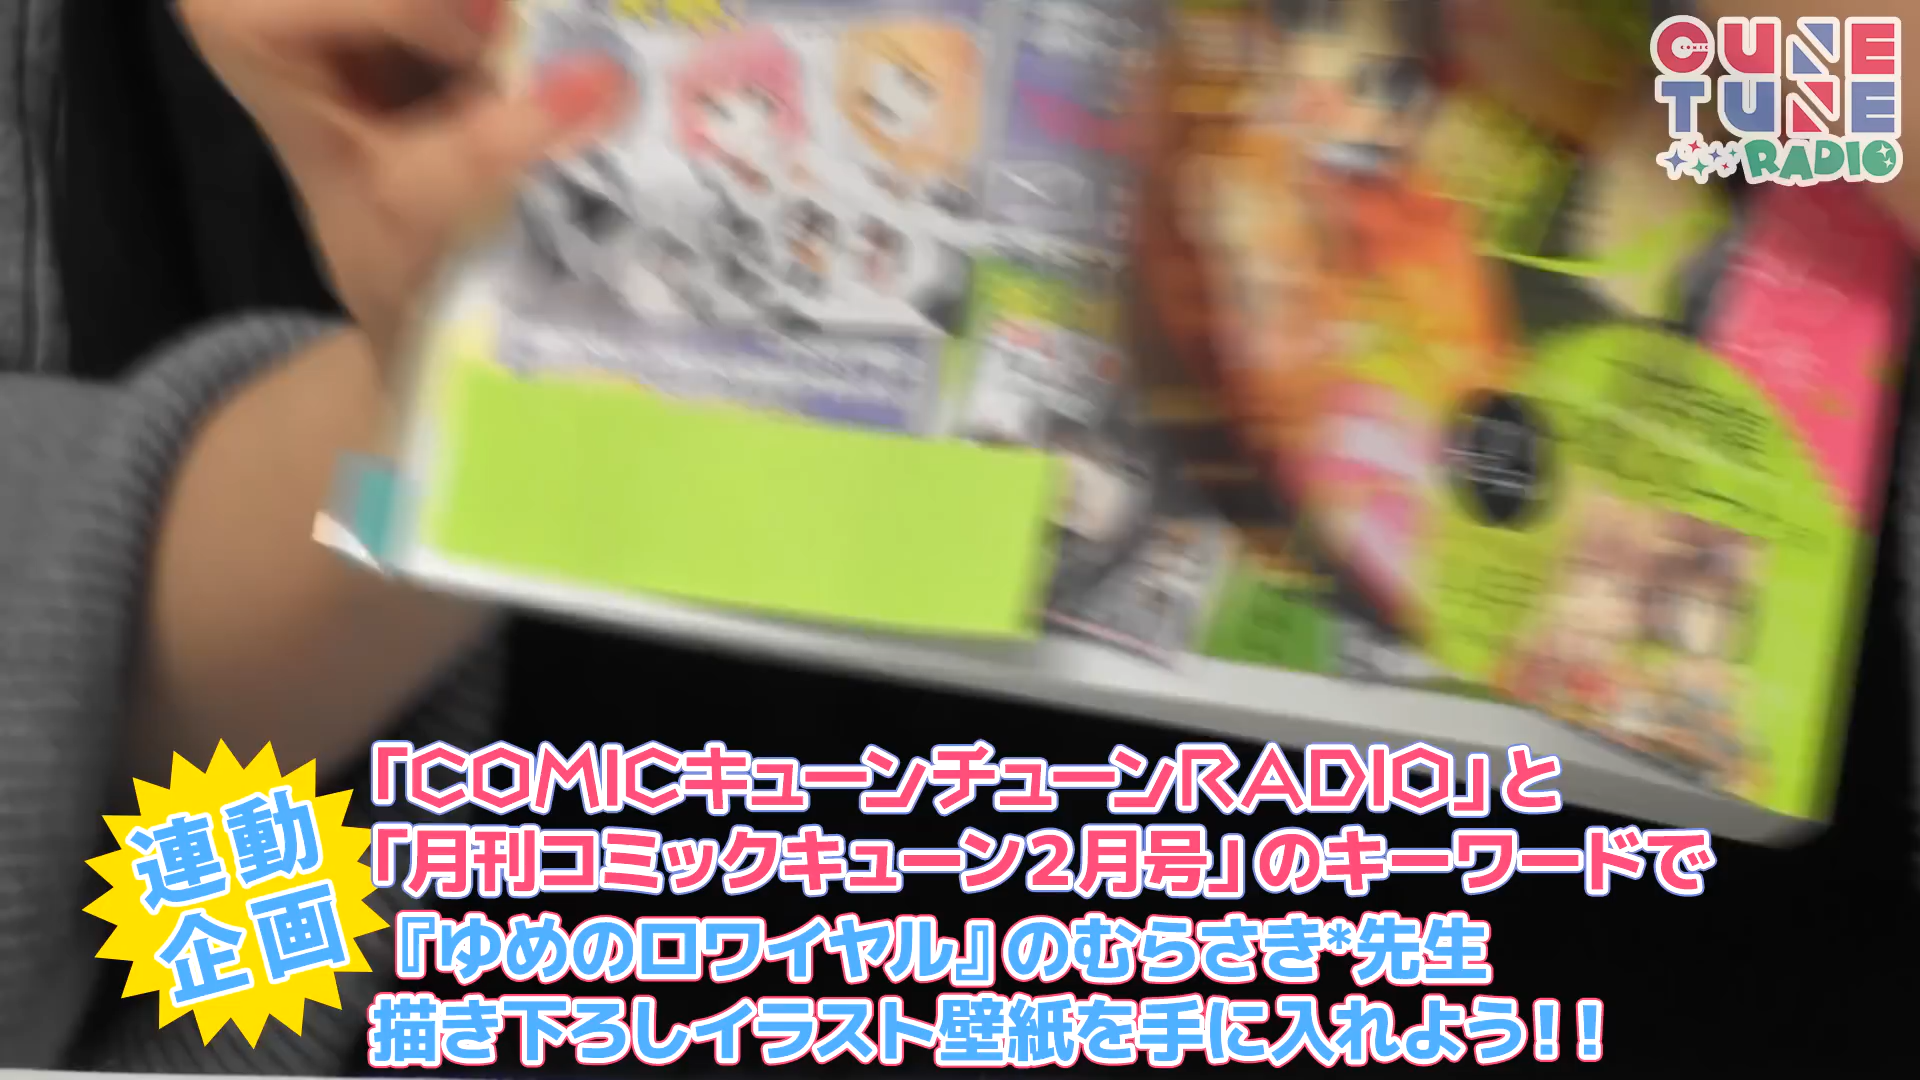 COMIC
CUNE
TUNE
RADIO
連動
企画
「COMICキューンチューンRADIO」と
「月刊コミックキューン2月号」のキーワードで
『ゆめのロワイヤル』のむらさき*先生
描き下ろしイラスト壁紙を手に入れよう!!